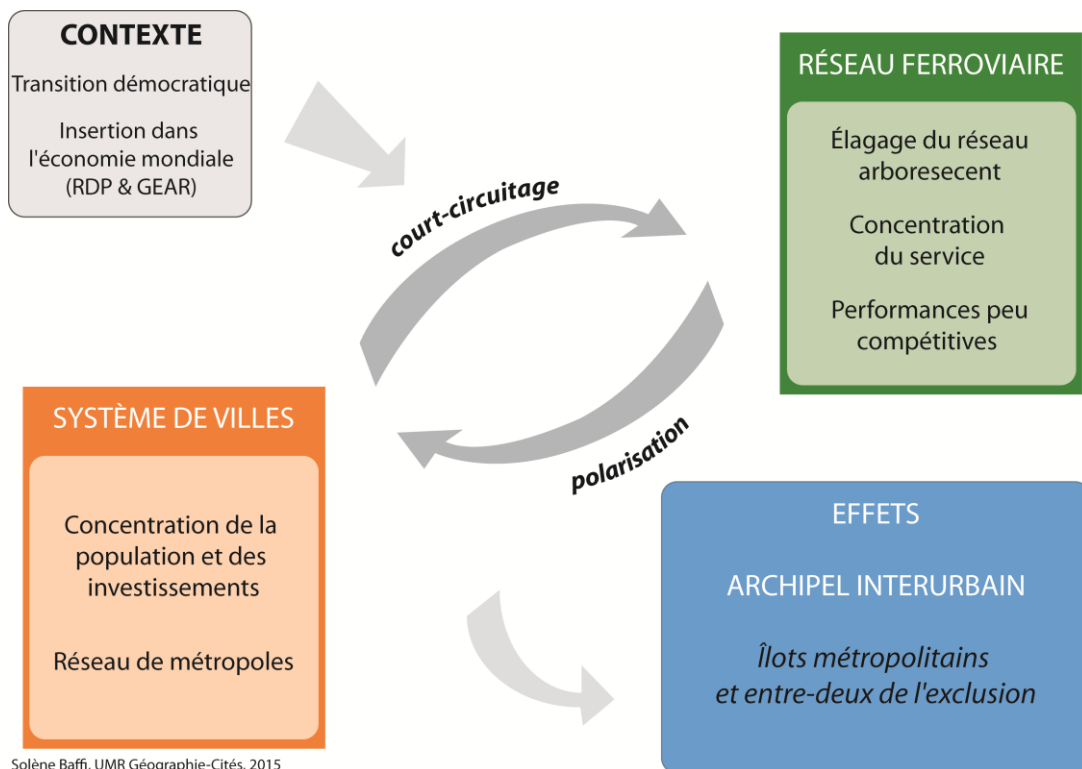 CONTEXTE
Transition démocratique
Insertion dans
l'économie mondiale
(RDP & GEAR)
RÉSEAU FERROVIAIRE
Élagage du réseau
arboresecent
Concentration
du service
Performances peu
compétitives
court-circuitage
polarisation
SYSTÈME DE VILLES
Concentration de la
population et des
investissements
Réseau de métropoles
EFFETS
ARCHIPEL INTERURBAIN
Îlots métropolitains
et entre-deux de l'exclusion
Solène Baffi, UMR Géographie-Cités, 2015